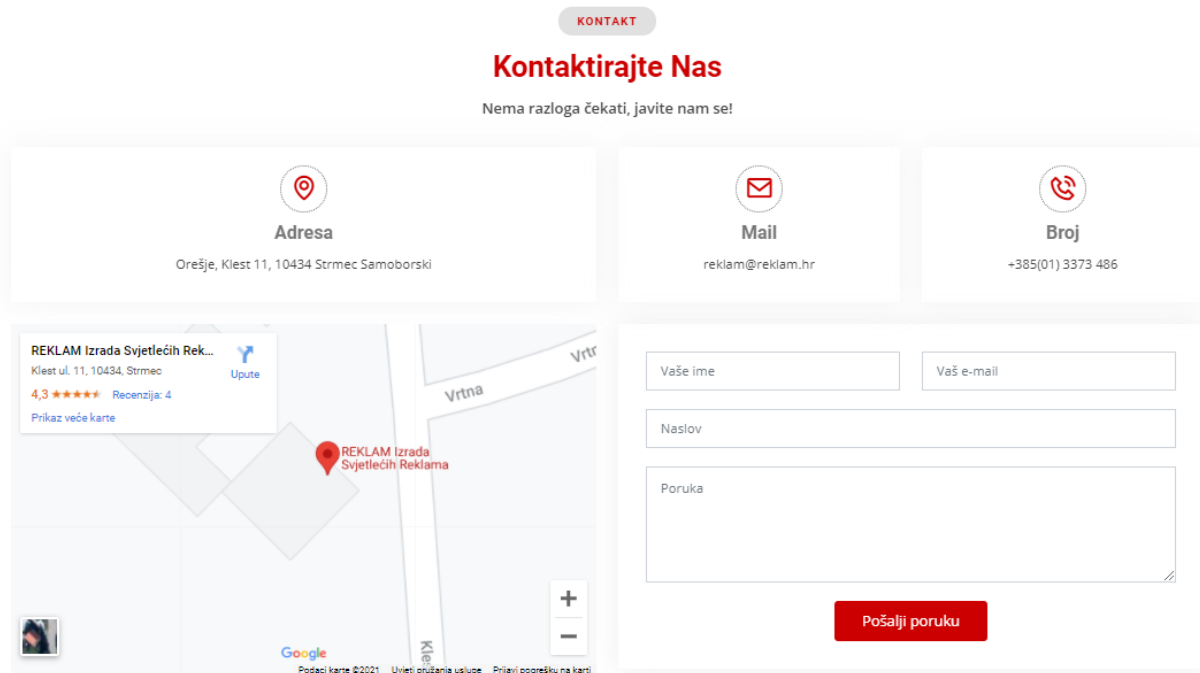 KONTAKT
Kontaktirajte Nas
Nema razloga čekati, javite nam se!
Adresa
Orešje, Klest 11, 10434 Strmec Samoborski
Mail
reklam@reklam.hr
Broj
+385(01) 3373 486
REKLAM Izrada Svjetlećih Rek...
Klest ul. 11, 10434, Strmec
Upute
4,3
Recenzija: 4
Prikaz veće karte
Vrtna
Vrtn
REKLAM Izrada
Svjetlećih Reklama
Kles
Google
Podaci karte ©2021
Uvjeti pružanja usluge
Prijavi pogrešku na karti
Vaše ime
Vaš e-mail
Naslov
Poruka
Pošalji poruku